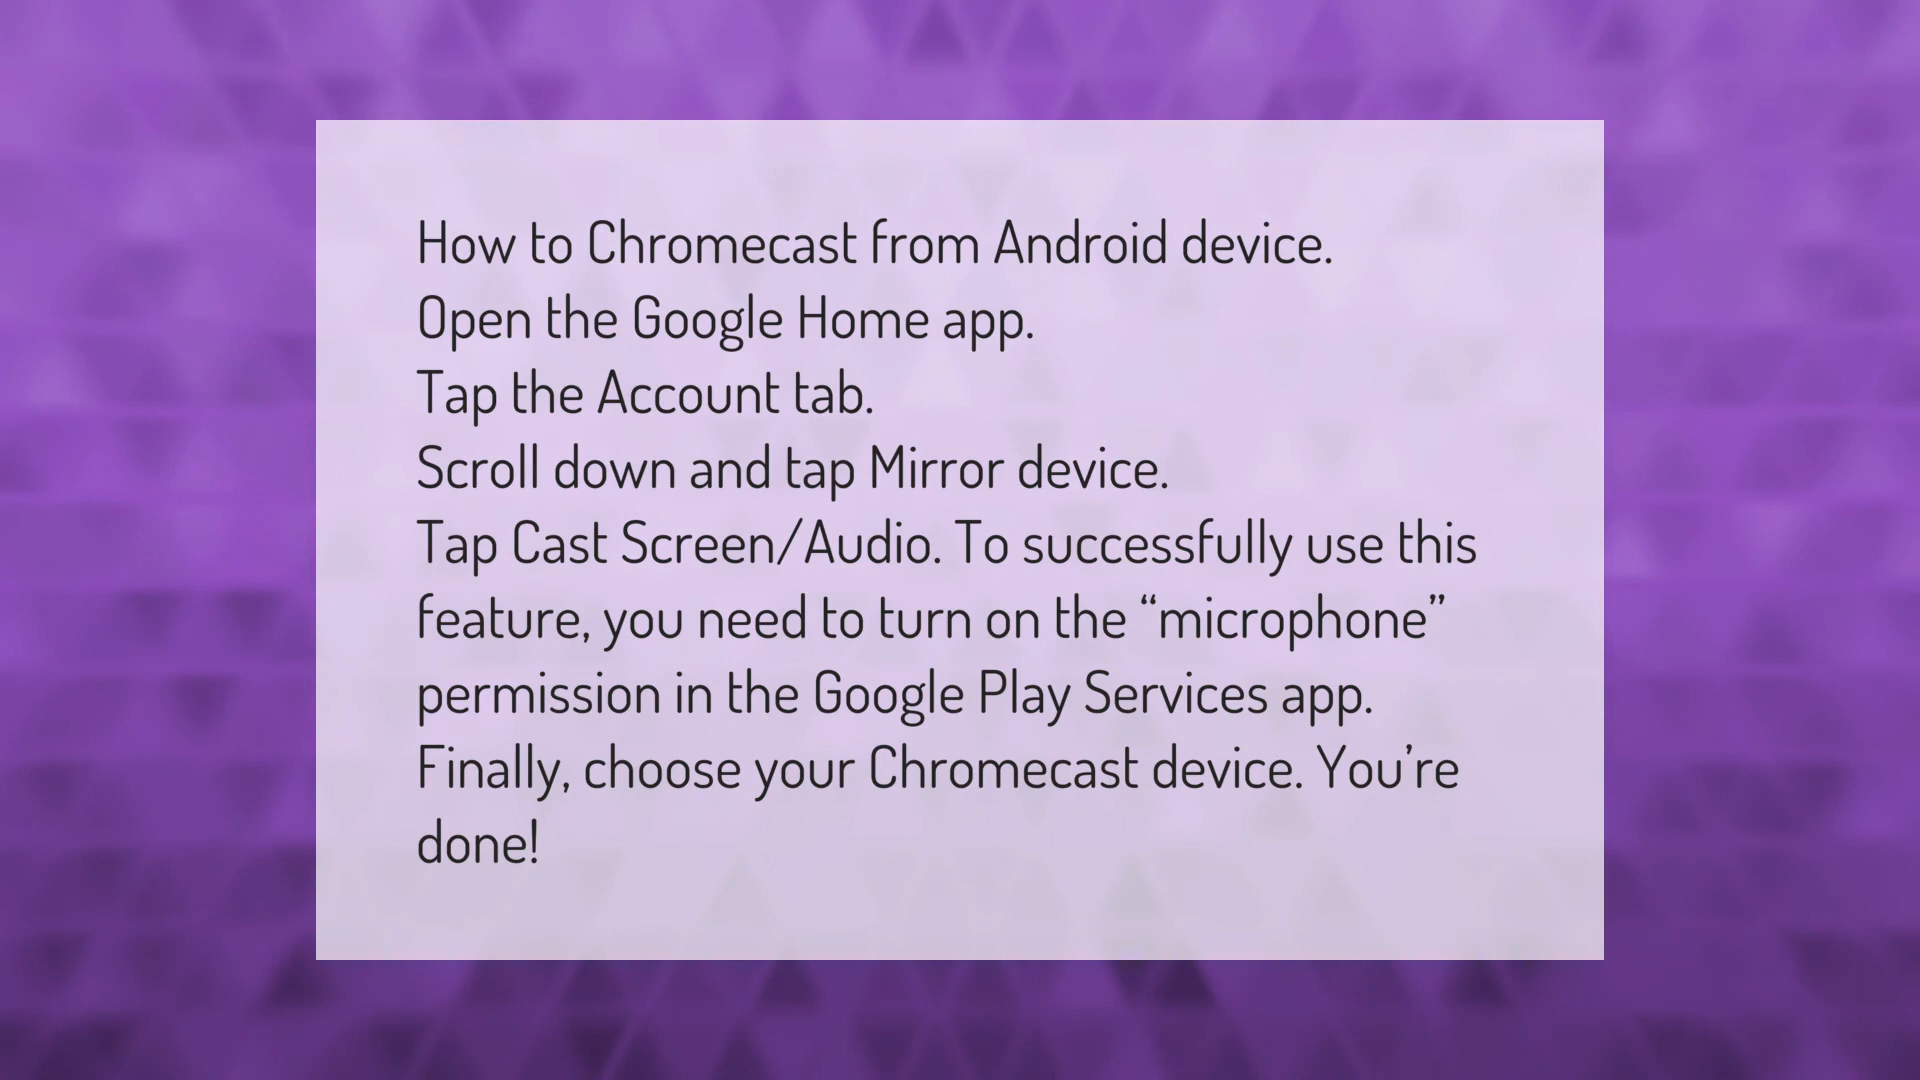 How to Chromecast from Android device.
Open the Google Home app.
Tap the Account tab.
Scroll down and tap Mirror device.
Tap Cast Screen/Audio. To successfully use this
feature, you need to turn on the “microphone”
permission in the Google Play Services app.
Finally, choose your Chromecast device. You’re
done!